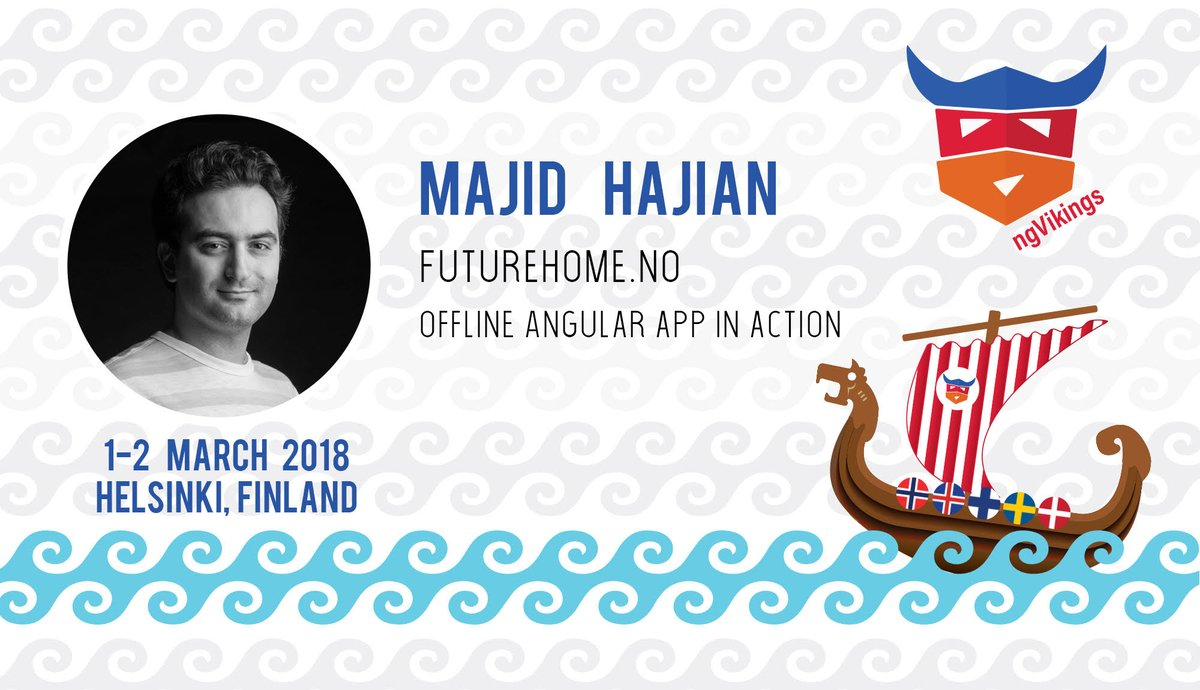 MAJID HAJIAN
FUTUREHOME.NO
OFFLINE ANGULAR APP IN ACTION
ngVikings
1-2 MARCH 2018
HELSINKI, FINLAND